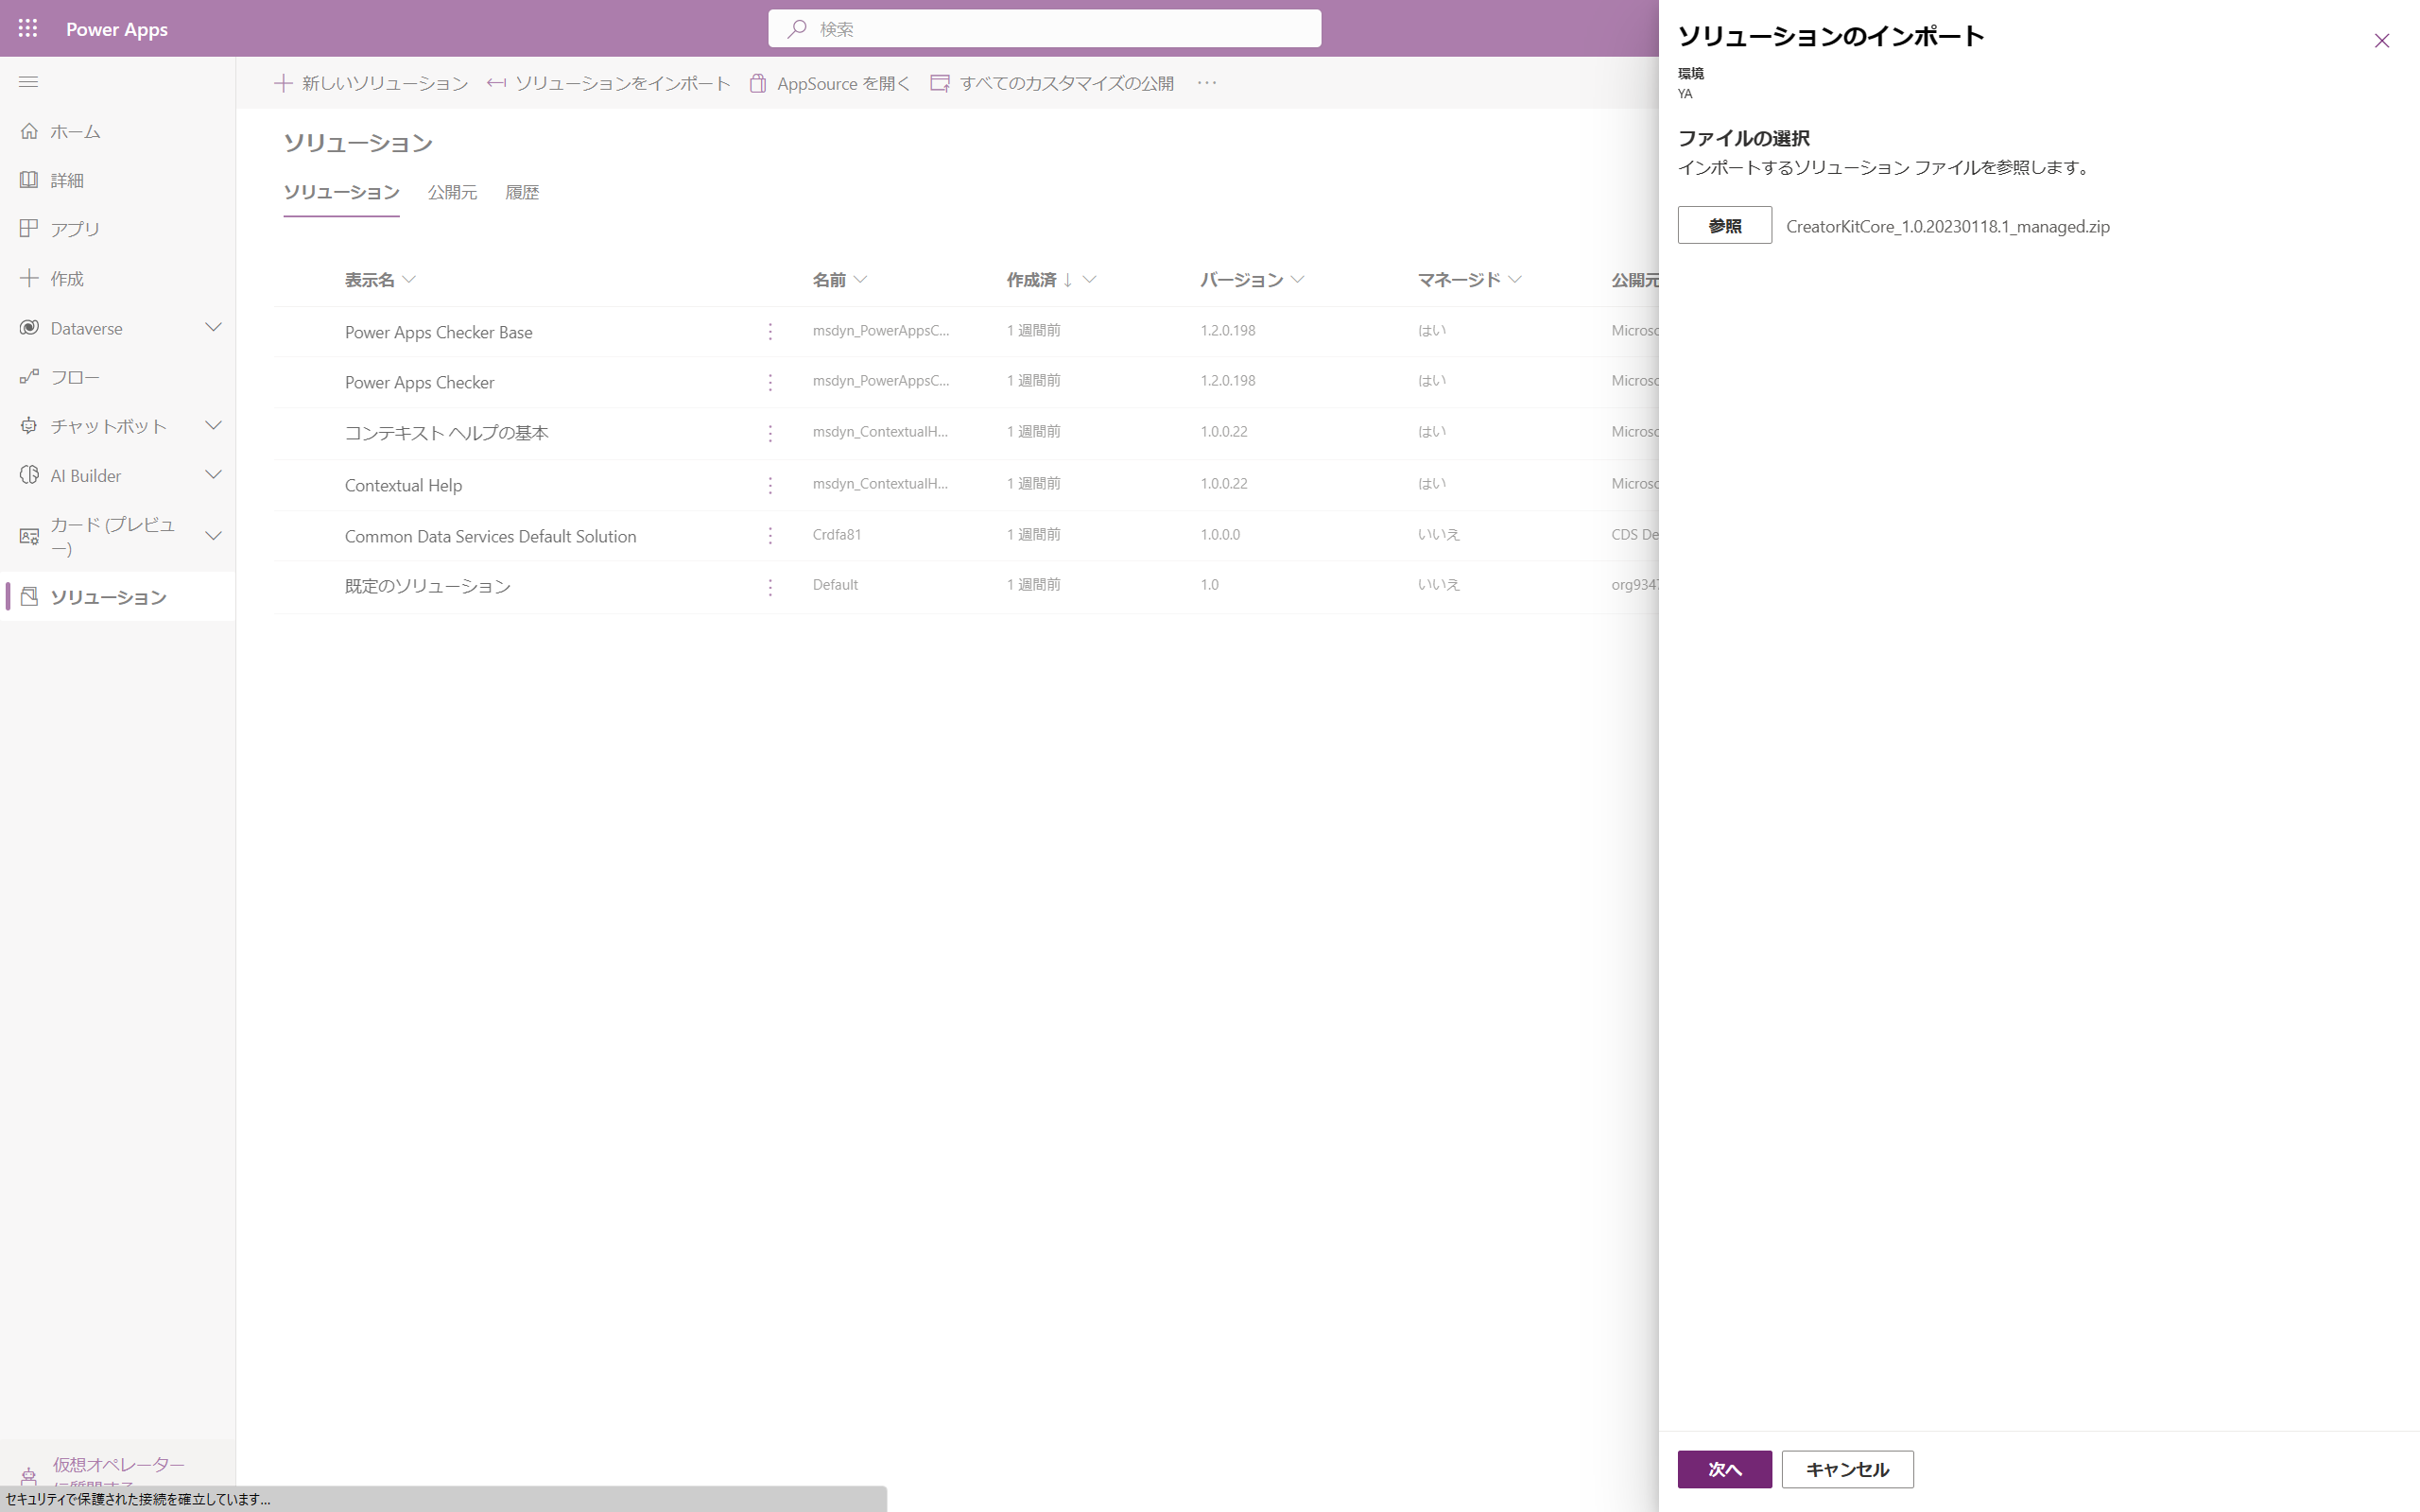 Power Apps
検索
新しいソリューション
ソリューションをインポート
AppSource を開く
すべてのカスタマイズの公開
ホーム
詳細
アプリ
作成
Dataverse
フロー
チャットボット
AI Builder
カード (プレビュ
ー)
ソリューション
仮想オペレーター
に質問する
セキュリティで保護された接続を確立しています...
ソリューション
ソリューション 公開元 履歴
表示名 名前 作成済 バージョン マネージド 公開元
Power Apps Checker Base msdyn_PowerAppsC... 1 週間前 1.2.0.198 はい Microsc
Power Apps Checker msdyn_PowerAppsC... 1 週間前 1.2.0.198 はい Microsc
コンテキスト ヘルプの基本 msdyn_ContextualH... 1 週間前 1.0.0.22 はい Microsc
Contextual Help msdyn_ContextualH... 1 週間前 1.0.0.22 はい Microsc
Common Data Services Default Solution Crdfa81 1 週間前 1.0.0.0 いいえ CDS De
既定のソリューション Default 1 週間前 1.0 いいえ org934
ソリューションのインポート
環境
YA
ファイルの選択
インポートするソリューション ファイルを参照します。
参照 CreatorKitCore_1.0.20230118.1_managed.zip
次へ キャンセル